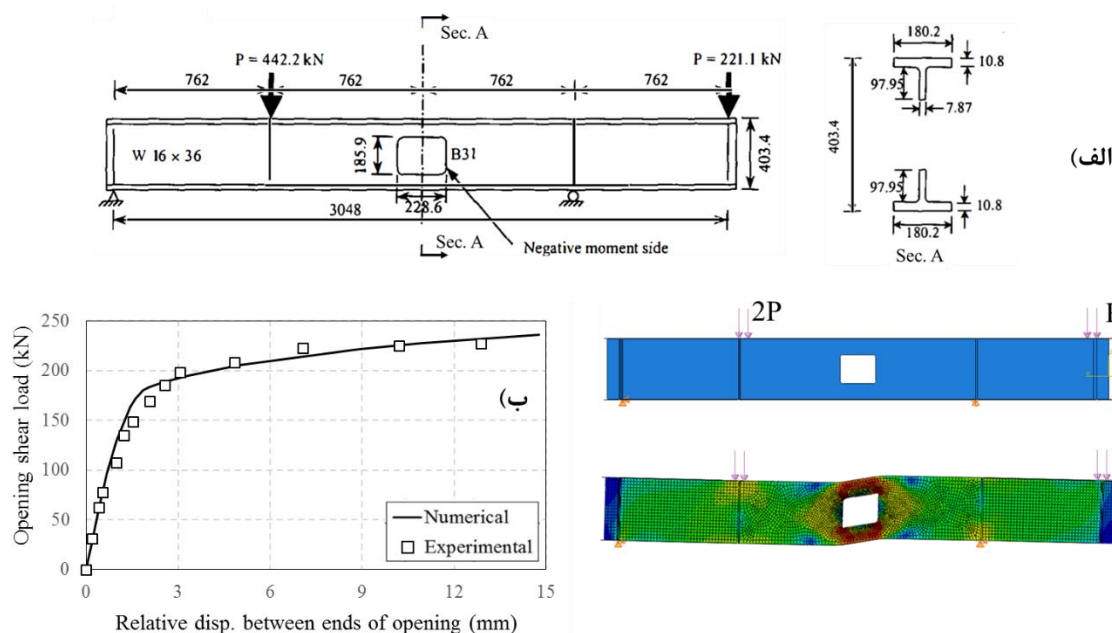 Sec. A
P = 442.2 kN
P = 221.1 kN
762
762
762
762
W 16 × 36
185.9
B31
403.4
3048
228.6
Negative moment side
Sec. A
180.2
10.8
97.95
7.87
403.4
97.95
10.8
180.2
Sec. A
الف)
Opening shear load (kN)
250
200
150
100
50
0
0
3
6
9
12
15
Relative disp. between ends of opening (mm)
ب)
Numerical
Experimental
2P